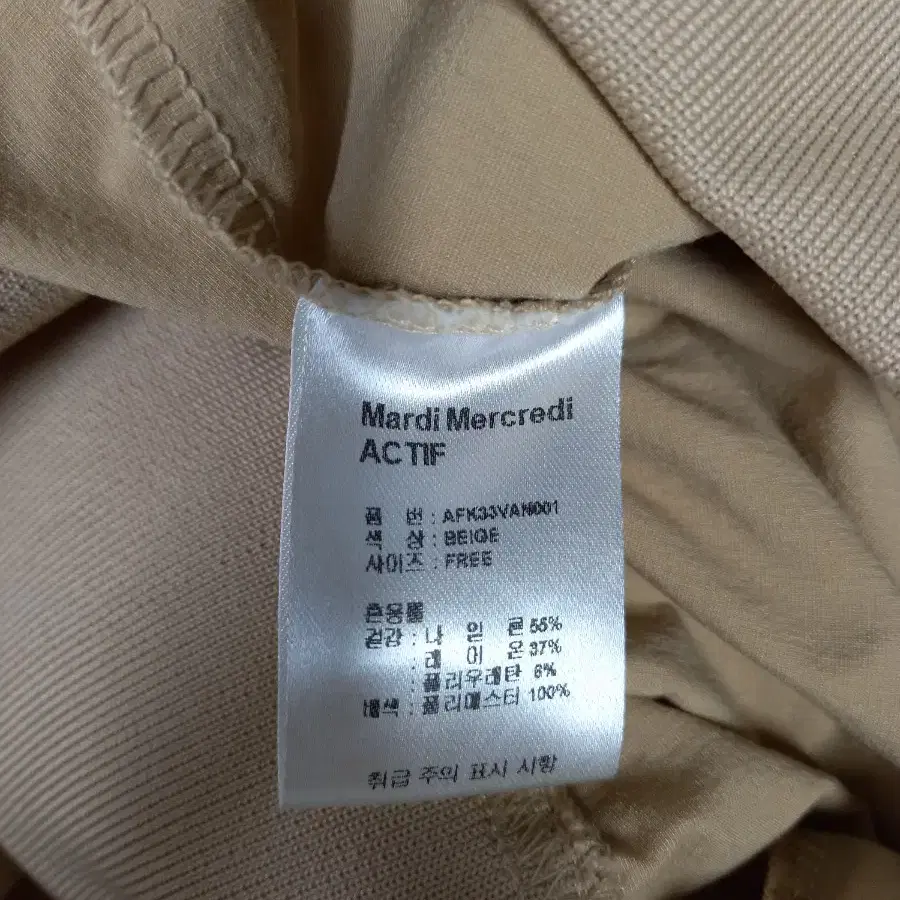 Mardi Mercredi
ACTIF
품 번 : AFK33VAN001
색 상 : BEIGE
사이즈 : FREE
혼용률
겉감 : 나 일 론 55%
: 레 이 온 37%
: 폴리우레탄 8%
배색 : 폴리에스터 100%
취급 주의 표시 사항